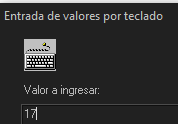 Entrada de valores por teclado
Valor a ingresar:
17